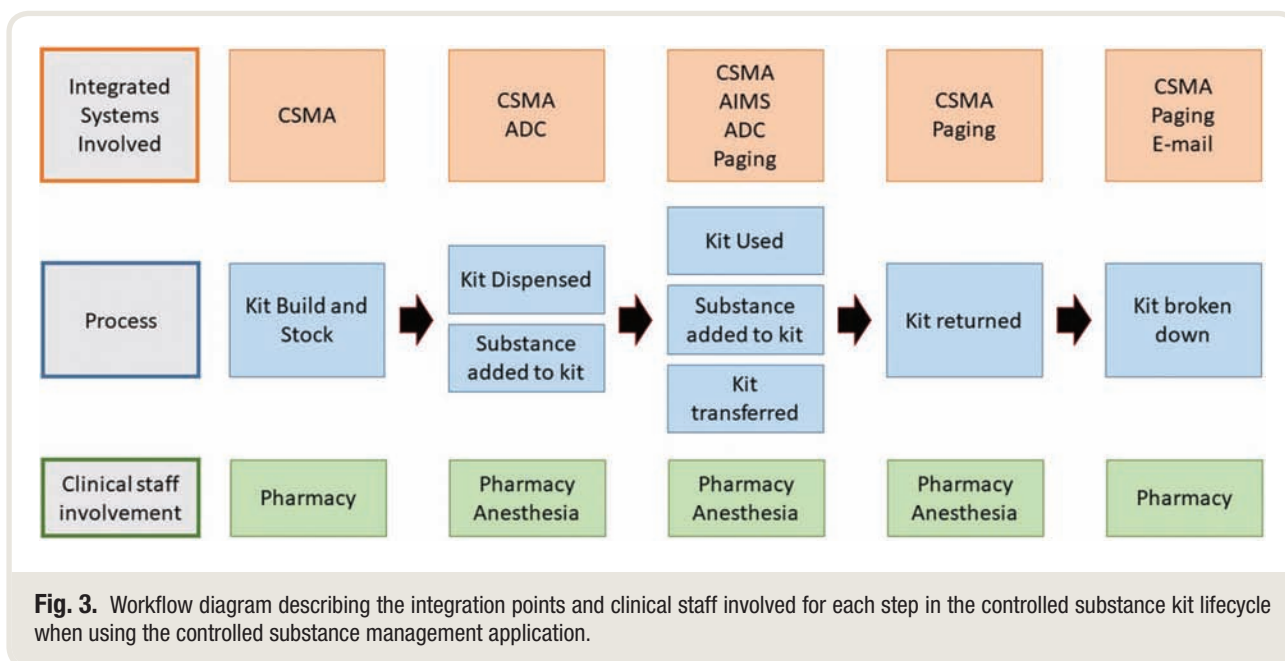 Integrated
Systems
Involved
CSMA
CSMA
ADC
CSMA
AIMS
ADC
Paging
CSMA
Paging
CSMA
Paging
E-mail
Process
Kit Build and
Stock
Kit Dispensed
Substance
added to kit
Kit Used
Substance
added to kit
Kit
transferred
Kit returned
Kit broken
down
Clinical staff
involvement
Pharmacy
Pharmacy
Anesthesia
Pharmacy
Anesthesia
Pharmacy
Anesthesia
Pharmacy
Fig. 3. Workflow diagram describing the integration points and clinical staff involved for each step in the controlled substance kit lifecycle
when using the controlled substance management application.